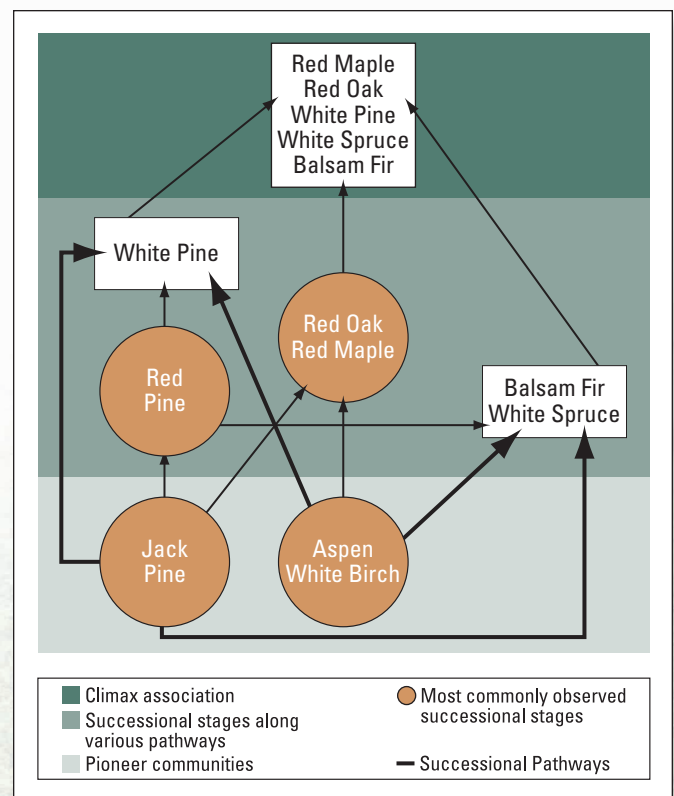 Red Maple
Red Oak
White Pine
White Spruce
Balsam Fir
White Pine
Red Oak
Red Maple
Red
Pine
Balsam Fir
White Spruce
Jack
Pine
Aspen
White Birch
Climax association
Successional stages along
various pathways
Pioneer communities
Most commonly observed
successional stages
Successional Pathways